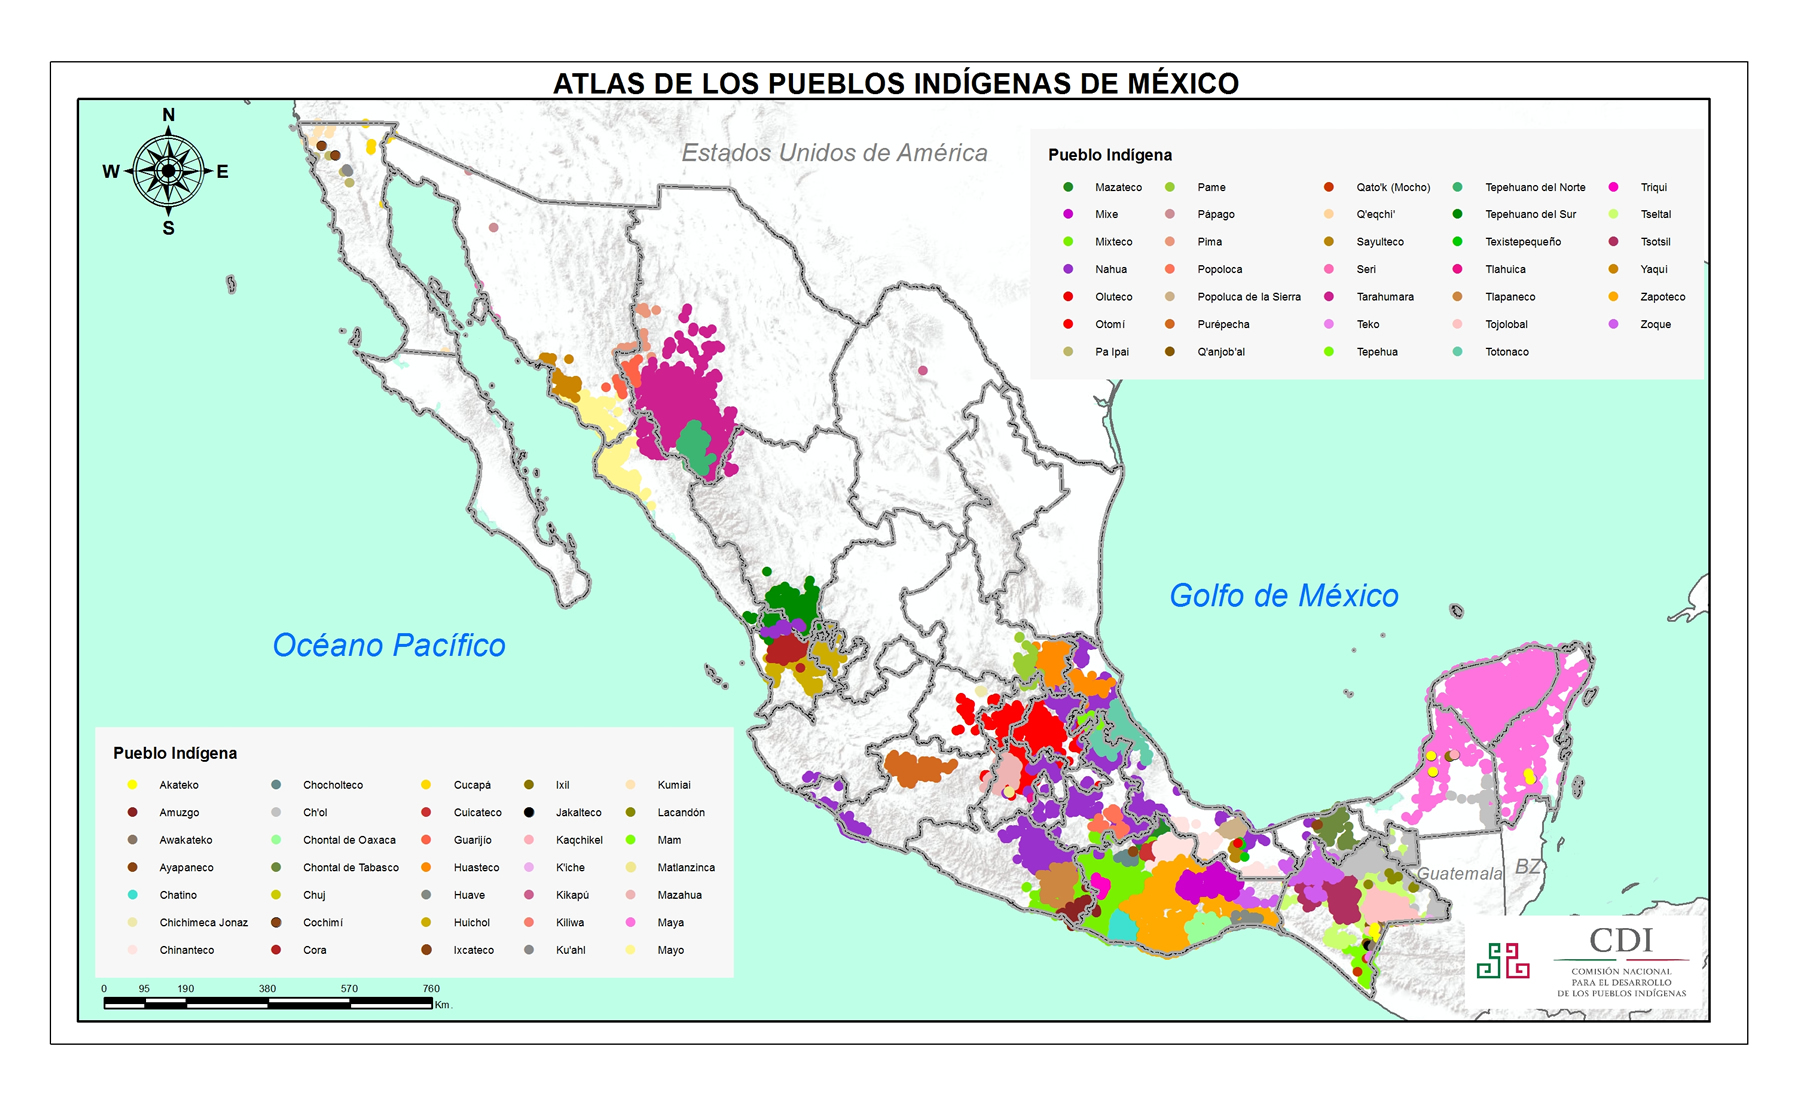 ATLAS DE LOS PUEBLOS INDÍGENAS DE MÉXICO
N
W E
S
Estados Unidos de América
Pueblo Indígena
Mazateco Pame Qato'k (Mocho) Tepehuano del Norte Triqui
Mixe Pápago Q'eqchi' Tepehuano del Sur Tseltal
Mixteco Pima Sayulteco Texistepequeño Tsotsil
Nahua Popoloca Seri Tlahuica Yaqui
Oluteco Popoluca de la Sierra Tarahumara Tlapaneco Zapoteco
Otomí Purépecha Teko Tojolobal Zoque
Pa Ipai Q'anjob'al Tepehua Totonaco
Golfo de México
Océano Pacífico
Pueblo Indígena
Akateko Chocholteco Cucapá Ixil Kumiai
Amuzgo Ch'ol Cuicateco Jakalteco Lacandón
Awakateko Chontal de Oaxaca Guarijío Kaqchikel Mam
Ayapaneco Chontal de Tabasco Huasteco K'iche Matlanzinca
Chatino Chuj Huave Kikapú Mazahua
Chichimeca Jonaz Cochimí Huichol Kiliwa Maya
Chinanteco Cora Ixcateco Ku'ahl Mayo
0 95 190 380 570 760
Km.
Guatemala
BZ
CDI
COMISIÓN NACIONAL
PARA EL DESARROLLO
DE LOS PUEBLOS INDÍGENAS